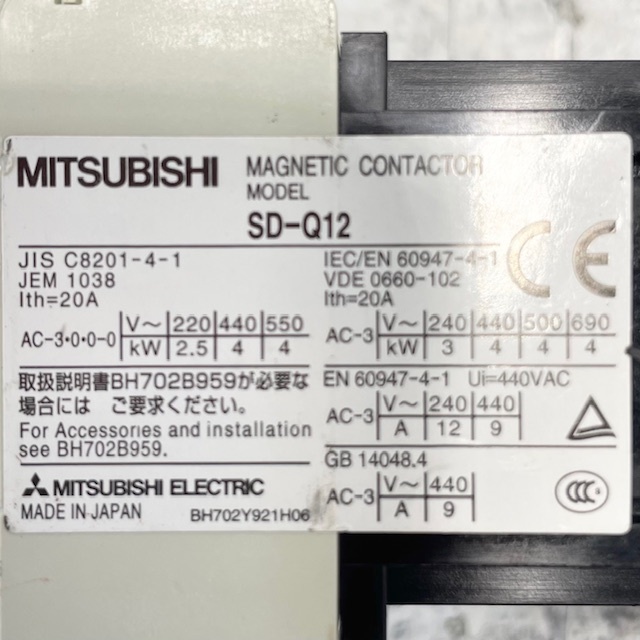 MITSUBISHI MAGNETIC CONTACTOR
MODEL
SD-Q12
JIS C8201-4-1
JEM 1038
Ith=20A
AC-3・0・0-0 V~ 220 440 550
kW 2.5 4 4
取扱説明書BH702B959が必要な
場合には ご要求ください。
For Accessories and installation
see BH702B959.
MITSUBISHI ELECTRIC
MADE IN JAPAN BH702Y921H06
IEC/EN 60947-4-1
VDE 0660-102
Ith=20A
CE
AC-3 V~ 240 440 500 690
kW 3 4 4 4
EN 60947-4-1 Ui=440VAC
AC-3 V~ 240 440
A 12 9
GB 14048.4
AC-3 V~ 440
A 9
CCC